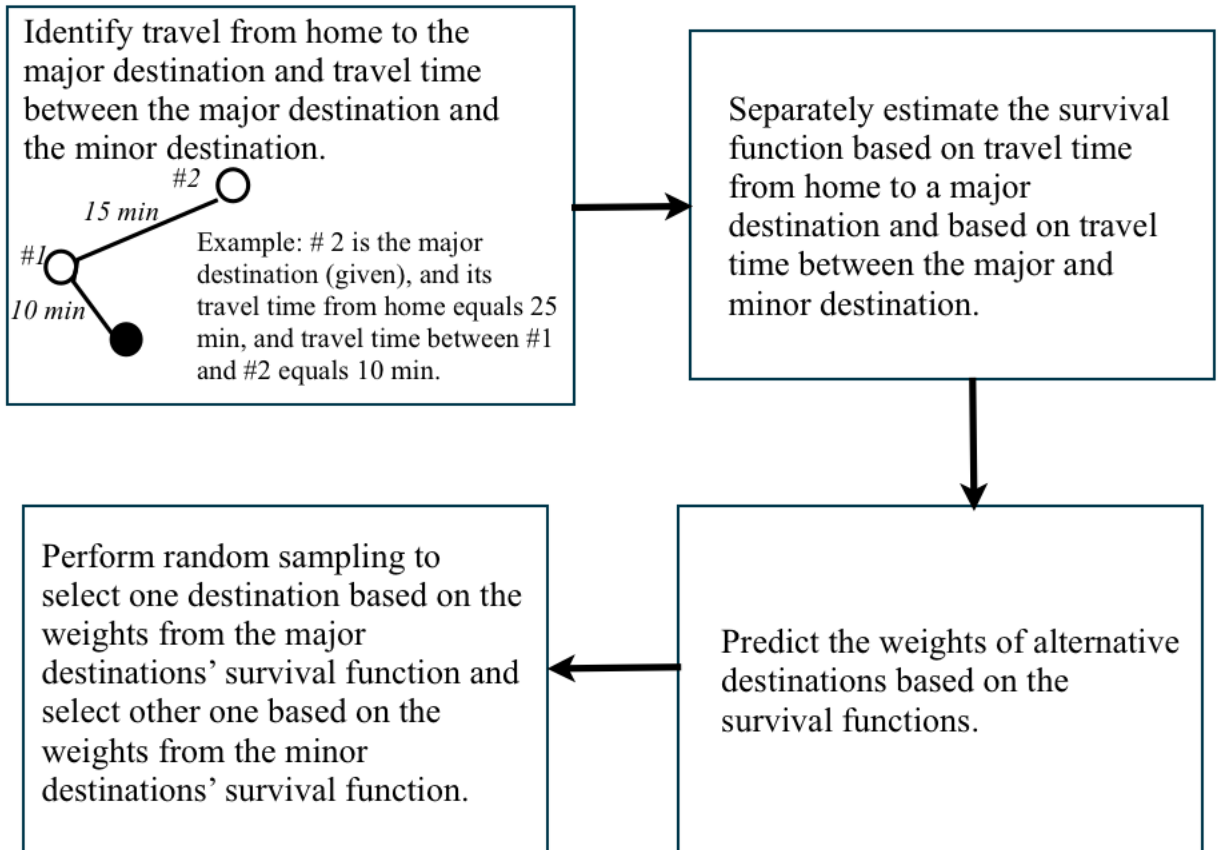 Identify travel from home to the
major destination and travel time
between the major destination and
the minor destination.
#2
15 min
#1
10 min
Example: # 2 is the major
destination (given), and its
travel time from home equals 25
min, and travel time between #1
and #2 equals 10 min.
Separately estimate the survival
function based on travel time
from home to a major
destination and based on travel
time between the major and
minor destination.
Predict the weights of alternative
destinations based on the
survival functions.
Perform random sampling to
select one destination based on the
weights from the major
destinations’ survival function and
select other one based on the
weights from the minor
destinations’ survival function.